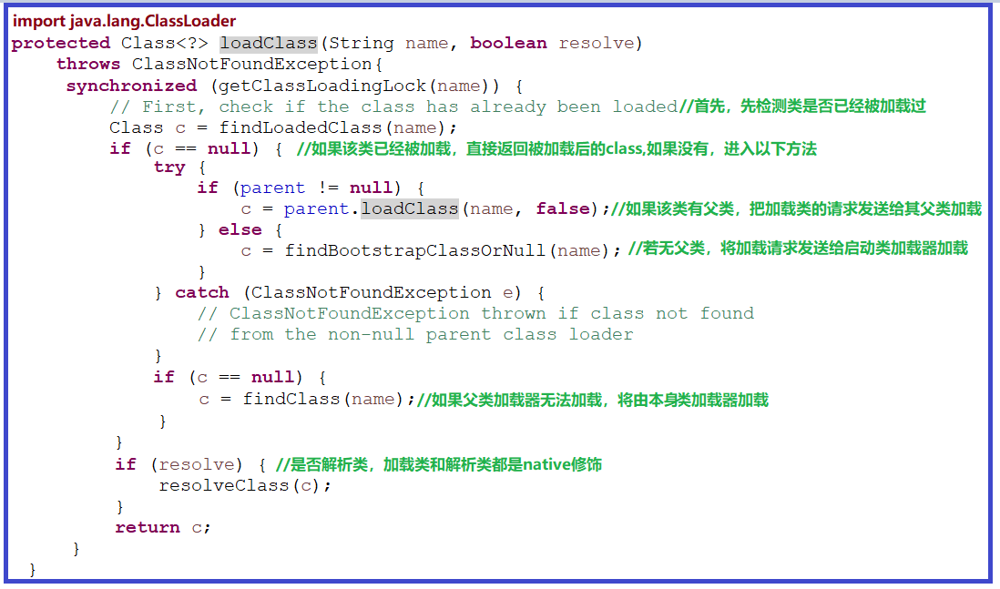 import java.lang.ClassLoader
protected Class<?> loadClass(String name, boolean resolve)
throws ClassNotFoundException{
synchronized (getClassLoadingLock(name)) {
// First, check if the class has already been loaded//首先，先检测类是否已经被加载过
Class c = findLoadedClass(name);
if (c == null) { //如果该类已经被加载，直接返回被加载后的class,如果没有，进入以下方法
try {
if (parent != null) {
c = parent.loadClass(name, false);//如果该类有父类，把加载类的请求发送给其父类加载
} else {
c = findBootstrapClassOrNull(name); //若无父类，将加载请求发送给启动类加载器加载
}
} catch (ClassNotFoundException e) {
// ClassNotFoundException thrown if class not found
// from the non-null parent class loader
}
if (c == null) {
c = findClass(name);//如果父类加载器无法加载，将由本身类加载器加载
}
}
if (resolve) { //是否解析类，加载类和解析类都是native修饰
resolveClass(c);
}
return c;
}
}